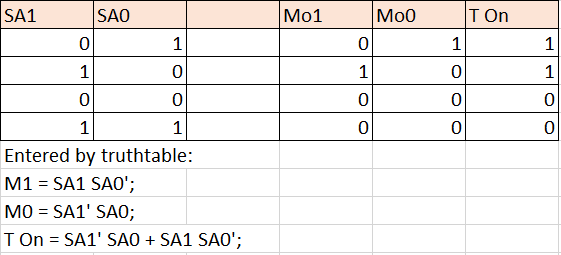 SA1 SA0 Mo1 Mo0 T On
0 1 0 1 1
1 0 1 0 1
0 0 0 0 0
1 1 0 0 0
Entered by truthtable:
M1 = SA1 SA0';
M0 = SA1' SA0;
T On = SA1' SA0 + SA1 SA0';